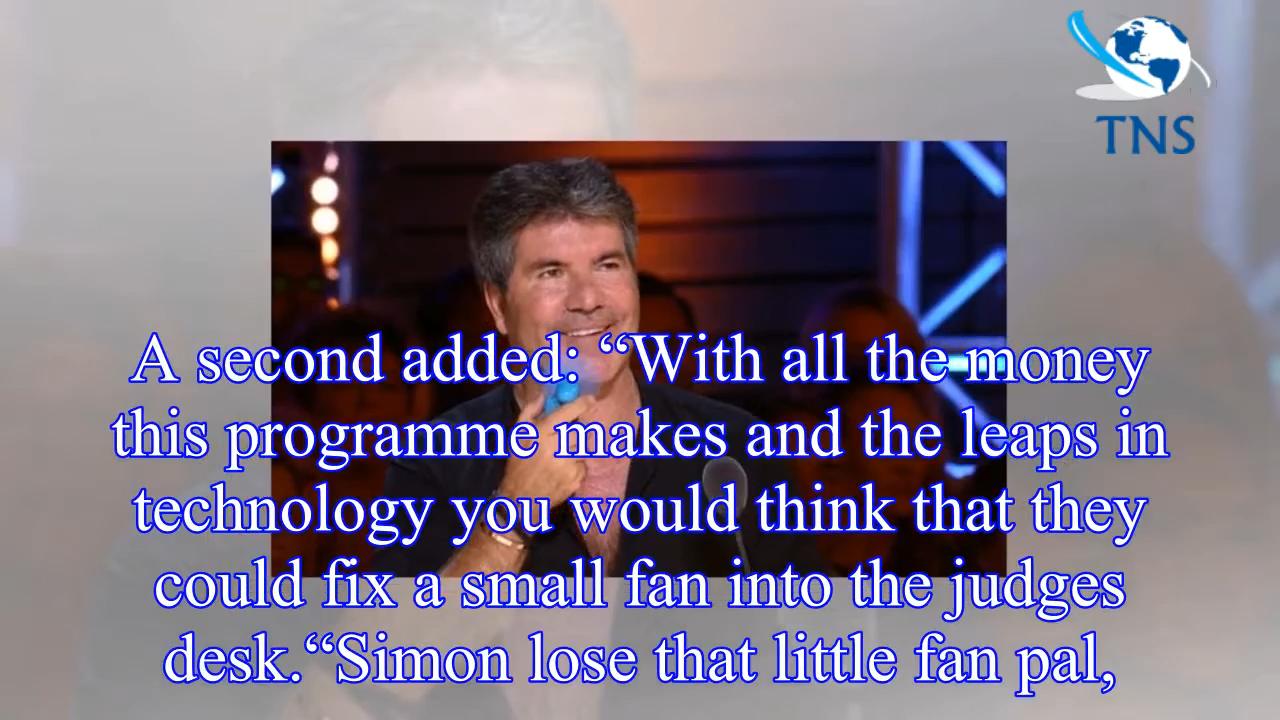 TNS
A second added: “With all the money
this programme makes and the leaps in
technology you would think that they
could fix a small fan into the judges
desk.“Simon lose that little fan pal,